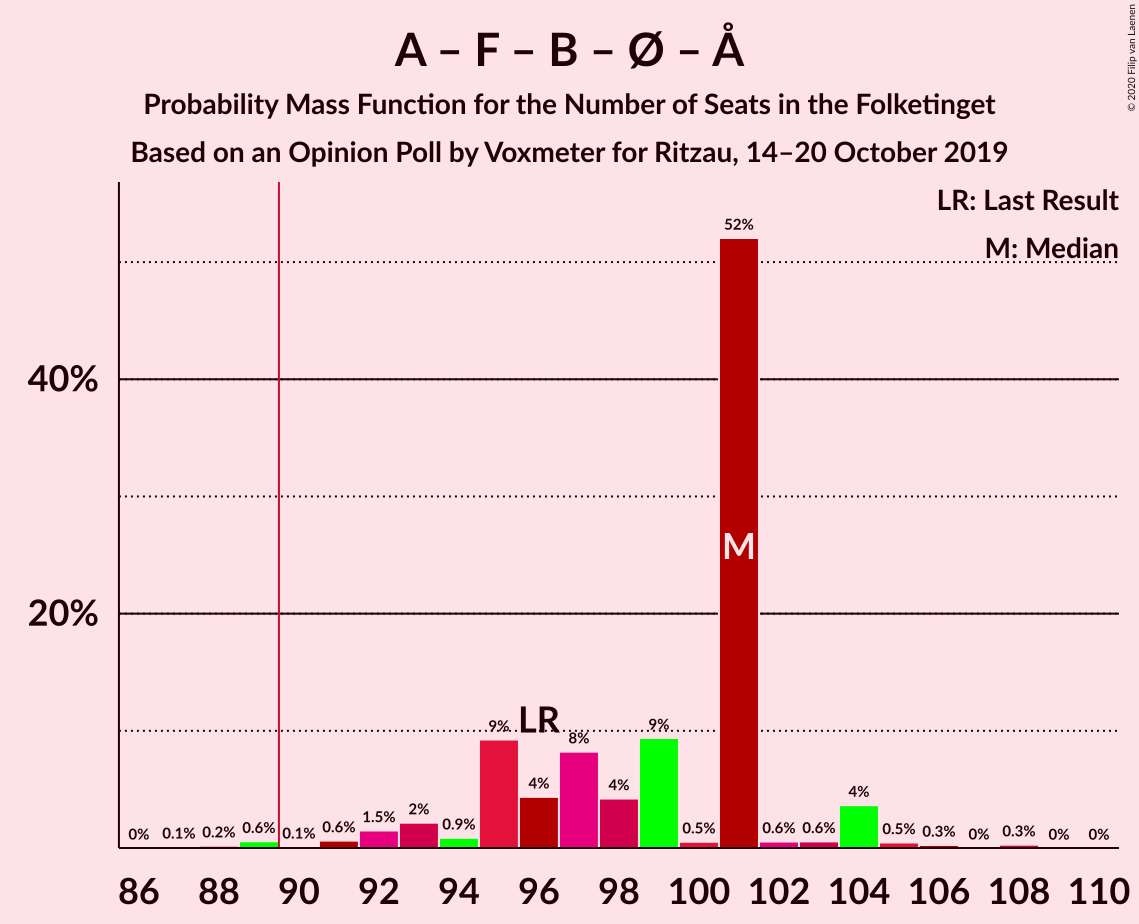 A – F – B – Ø – Å
Probability Mass Function for the Number of Seats in the Folketinget
Based on an Opinion Poll by Voxmeter for Ritzau, 14–20 October 2019
© 2020 Filip van Laenen
LR: Last Result
M: Median
52%
40%
M
20%
LR
9% 8% 9%
4% 4% 4%
0% 0.1% 0.2% 0.6% 0.1% 0.6% 1.5% 2% 0.9% 0.5% 0.6% 0.6% 0.5% 0.3% 0% 0.3% 0% 0%
86 88 90 92 94 96 98 100 102 104 106 108 110